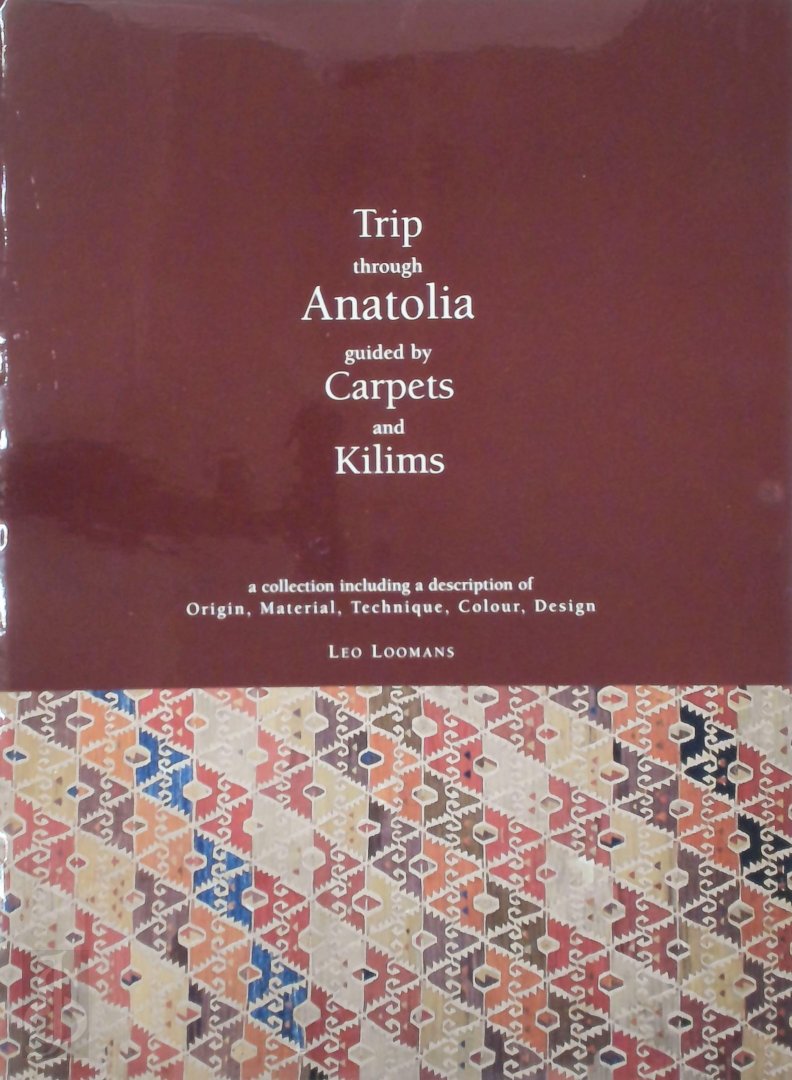 Trip
through
Anatolia
guided by
Carpets
and
Kilims
a collection including a description of
Origin, Material, Technique, Colour, Design
LEO LOOMANS